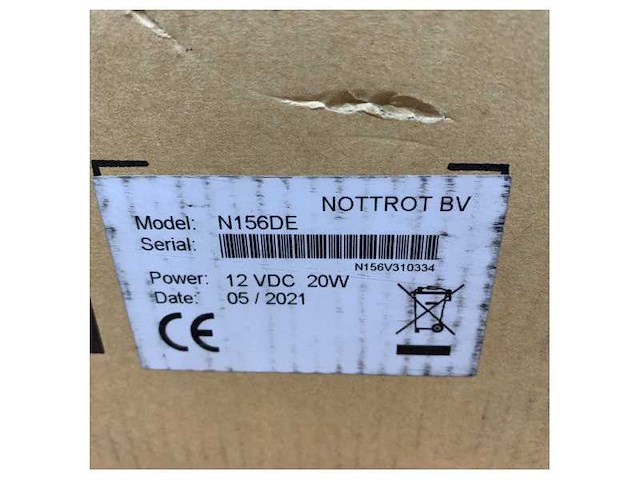 NOTTROT BV
Model: N156DE
Serial:
N156V310334
Power: 12 VDC 20W
Date: 05 / 2021
CE